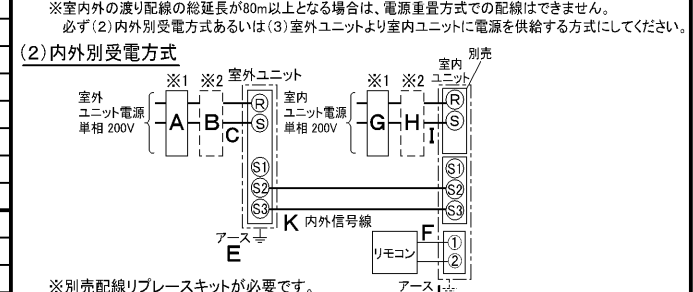 ※室内外の渡り配線の総延長が80m以上となる場合は、電源重畳方式での配線はできません。
必ず(2)内外別受電方式あるいは(3)室外ユニットより室内ユニットに電源を供給する方式にしてください。
(2)内外別受電方式
※1 ※2 室外ユニット
室外
ユニット電源
単相 200V
A B C
R
S
S1
S2
S3
アース
E
※1 ※2
室内
ユニット
別売
室内
ユニット電源
単相 200V
G H I
R
S
S1
S2
S3
K 内外信号線
リモコン
F
①
②
アース
※別売配線リプレースキットが必要です。